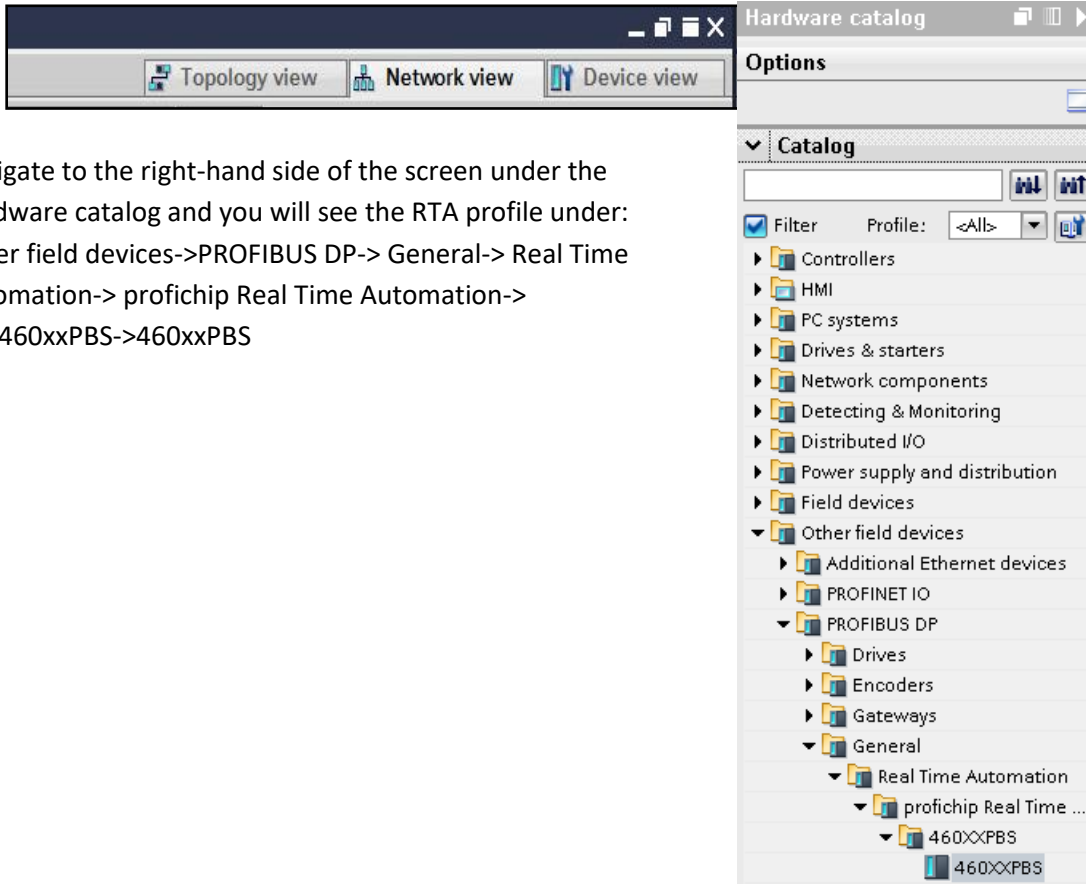 Topology view Network view Device view
igate to the right-hand side of the screen under the
dware catalog and you will see the RTA profile under:
er field devices->PROFIBUS DP-> General-> Real Time
omation-> profichip Real Time Automation->
460xxPBS->460xxPBS
Hardware catalog
Options
Catalog
Filter Profile: <All>
Controllers
HMI
PC systems
Drives & starters
Network components
Detecting & Monitoring
Distributed I/O
Power supply and distribution
Field devices
Other field devices
Additional Ethernet devices
PROFINET IO
PROFIBUS DP
Drives
Encoders
Gateways
General
Real Time Automation
profichip Real Time ...
460XXPBS
460XXPBS